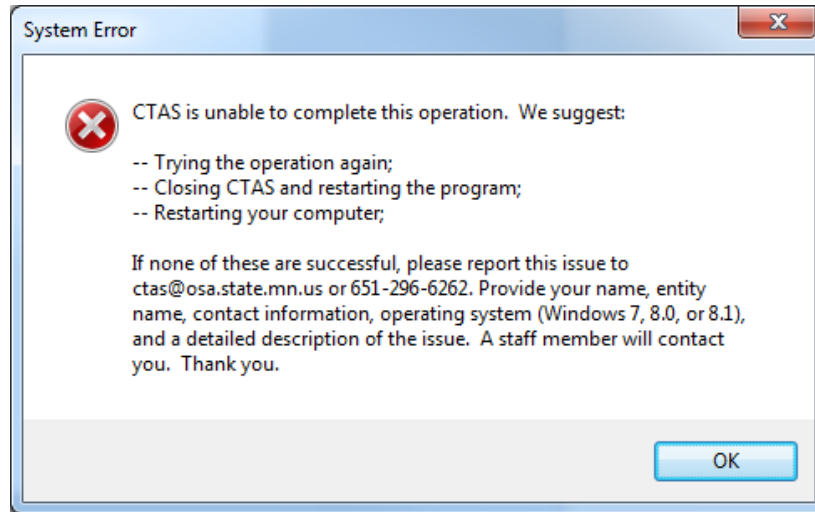 System Error
CTAS is unable to complete this operation.  We suggest:
-- Trying the operation again;
-- Closing CTAS and restarting the program;
-- Restarting your computer;
If none of these are successful, please report this issue to
ctas@osa.state.mn.us or 651-296-6262. Provide your name, entity
name, contact information, operating system (Windows 7, 8.0, or 8.1),
and a detailed description of the issue.  A staff member will contact
you.  Thank you.
OK